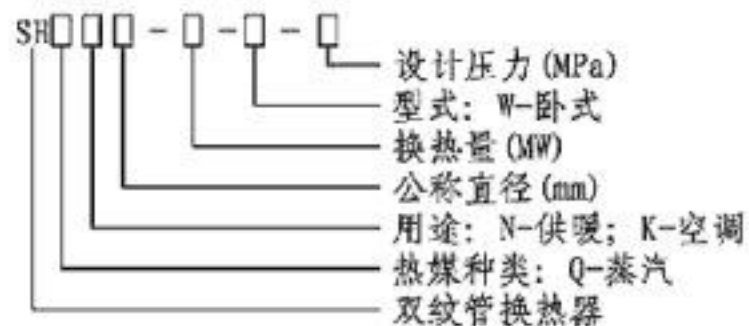 SH□□□-□-□-□
设计压力(MPa)
型式: W-卧式
换热量(MW)
公称直径(mm)
用途: N-供暖; K-空调
热媒种类: Q-蒸汽
双纹管换热器